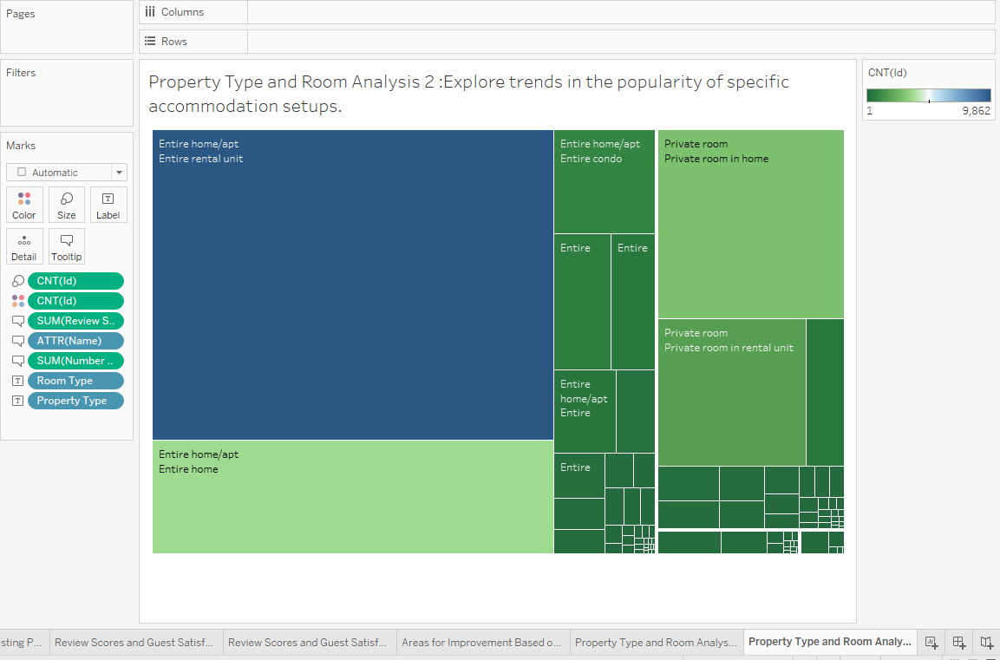 Pages
Columns
Rows
Filters
Marks
Automatic
Color
Size
Label
Detail
Tooltip
CNT(Id)
CNT(Id)
SUM(Review S..
ATTR(Name)
SUM(Number ..
Room Type
Property Type
Property Type and Room Analysis 2 :Explore trends in the popularity of specific
accommodation setups.
Entire home/apt
Entire rental unit
Entire home/apt
Entire home
Entire home/apt
Entire condo
Entire
Entire
Entire
home/apt
Entire
Entire
Private room
Private room in home
Private room
Private room in rental unit
CNT(Id)
1
9,862
sting P...
Review Scores and Guest Satisf...
Review Scores and Guest Satisf...
Areas for Improvement Based o...
Property Type and Room Analys...
Property Type and Room Analy...